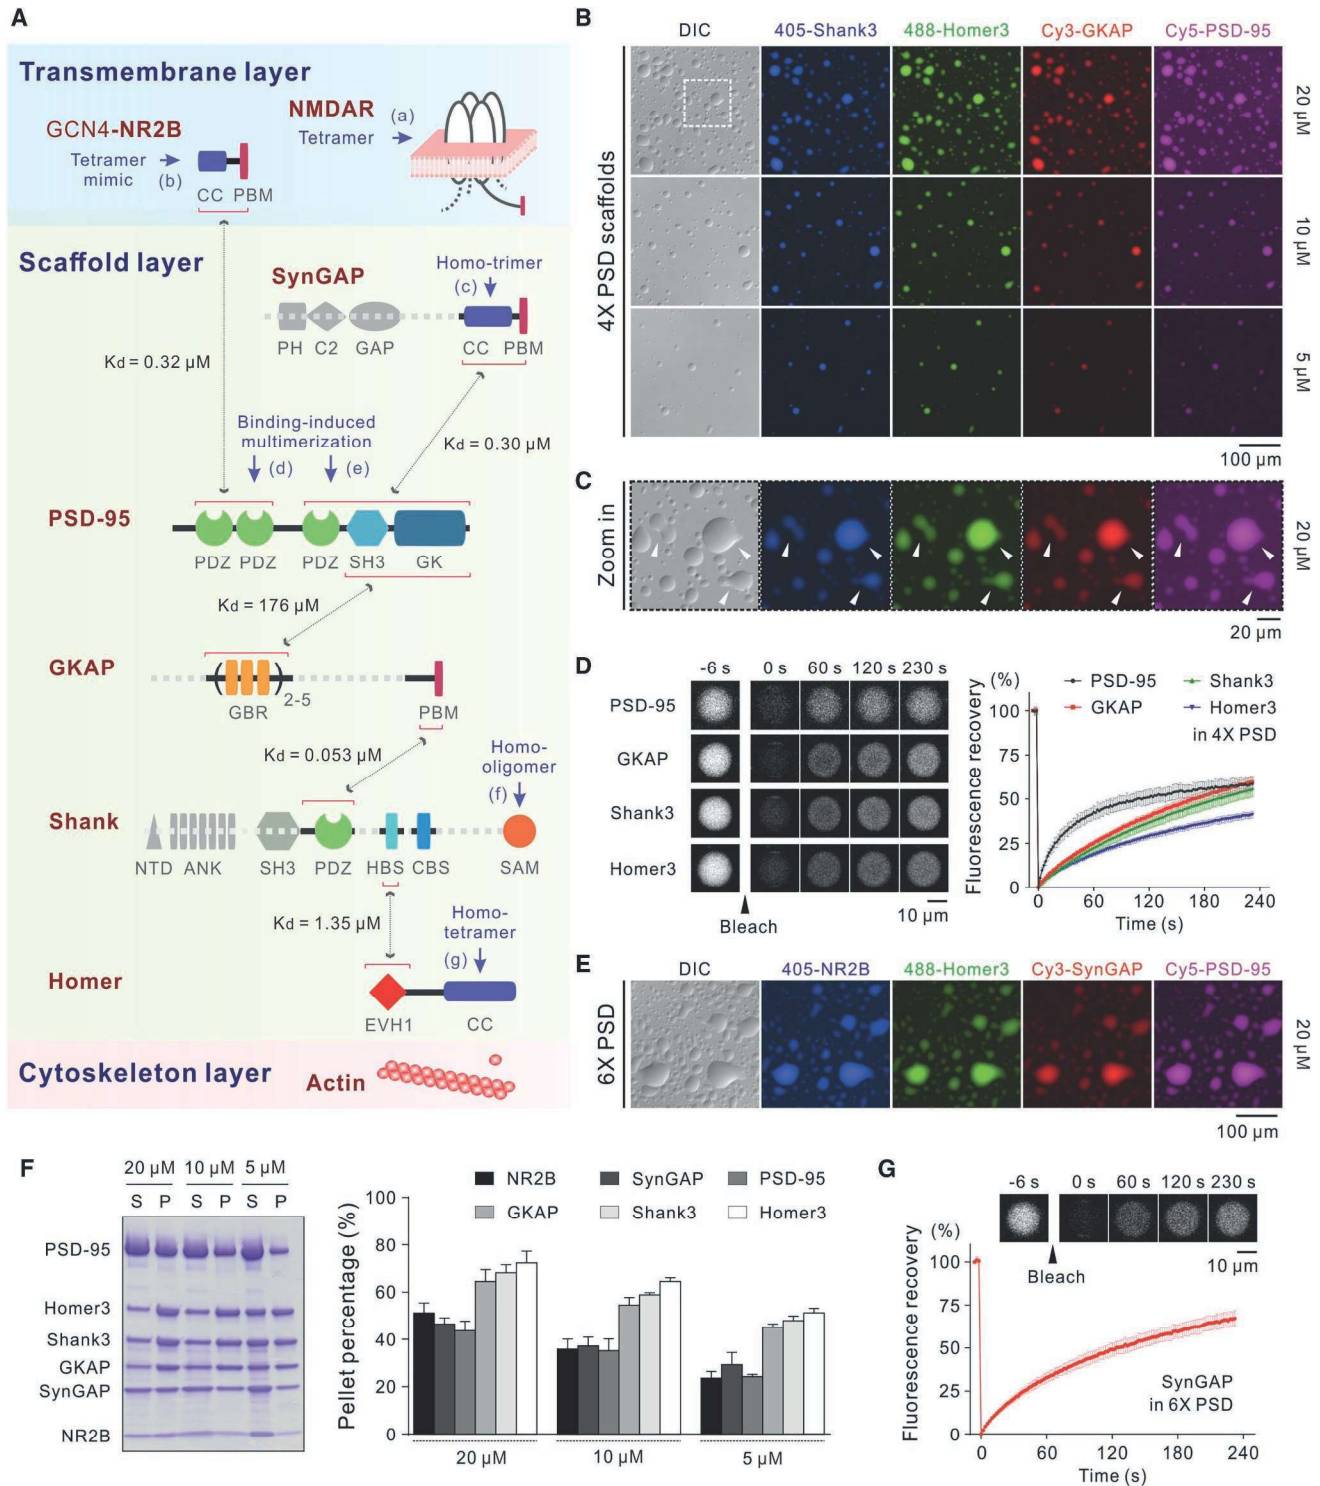 A
Transmembrane layer
GCN4-NR2B
Tetramer
mimic
(b)
CC PBM
NMDAR
(a)
Tetramer
Scaffold layer
SynGAP
Homo-trimer
(c)
PH C2 GAP CC PBM
Kd = 0.32 μM
Binding-induced
multimerization
(d) (e)
Kd = 0.30 μM
PSD-95
PDZ PDZ PDZ SH3 GK
Kd = 176 μM
GKAP
( ) 2-5
GBR
PBM
Kd = 0.053 μM
Homo-
oligomer
(f)
Shank
NTD ANK SH3 PDZ HBS CBS SAM
Kd = 1.35 μM
Homo-
tetramer
(g)
Homer
EVH1 CC
Cytoskeleton layer
Actin
B
DIC 405-Shank3 488-Homer3 Cy3-GKAP Cy5-PSD-95
4X PSD scaffolds
20 μM
10 μM
5 μM
100 μm
C
Zoom in
20 μM
20 μm
D
-6 s 0 s 60 s 120 s 230 s
PSD-95
GKAP
Shank3
Homer3
Bleach
10 μm
(%)
Fluorescence recovery
PSD-95 Shank3
GKAP Homer3
in 4X PSD
100
75
50
25
0
0 60 120 180 240
Time (s)
E
DIC 405-NR2B 488-Homer3 Cy3-SynGAP Cy5-PSD-95
6X PSD
20 μM
100 μm
F
20 μM 10 μM 5 μM
S P S P S P
PSD-95
Homer3
Shank3
GKAP
SynGAP
NR2B
Pellet percentage (%)
NR2B SynGAP PSD-95
GKAP Shank3 Homer3
100
80
60
40
20
0
20 μM 10 μM 5 μM
G
-6 s 0 s 60 s 120 s 230 s
Bleach
10 μm
(%)
Fluorescence recovery
100
75
50
25
0
SynGAP
in 6X PSD
0 60 120 180 240
Time (s)